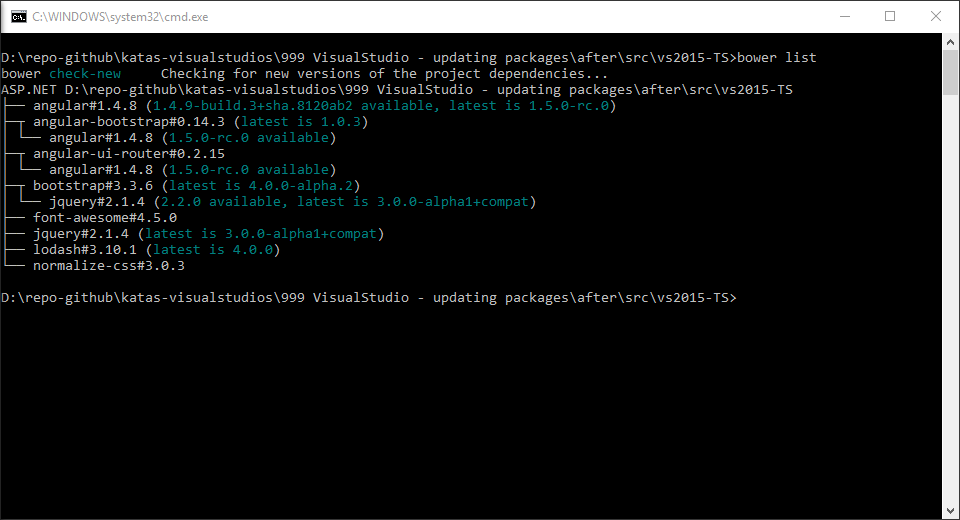 C:\WINDOWS\system32\cmd.exe
D:\repo-github\katas-visualstudios\999 VisualStudio - updating packages\after\src\vs2015-TS>bower list
bower check-new     Checking for new versions of the project dependencies...
ASP.NET D:\repo-github\katas-visualstudios\999 VisualStudio - updating packages\after\src\vs2015-TS
├── angular#1.4.8 (1.4.9-build.3+sha.8120ab2 available, latest is 1.5.0-rc.0)
├─┬ angular-bootstrap#0.14.3 (latest is 1.0.3)
│ └── angular#1.4.8 (1.5.0-rc.0 available)
├─┬ angular-ui-router#0.2.15
│ └── angular#1.4.8 (1.5.0-rc.0 available)
├─┬ bootstrap#3.3.6 (latest is 4.0.0-alpha.2)
│ └── jquery#2.1.4 (2.2.0 available, latest is 3.0.0-alpha1+compat)
├── font-awesome#4.5.0
├── jquery#2.1.4 (latest is 3.0.0-alpha1+compat)
├── lodash#3.10.1 (latest is 4.0.0)
└── normalize-css#3.0.3
D:\repo-github\katas-visualstudios\999 VisualStudio - updating packages\after\src\vs2015-TS>